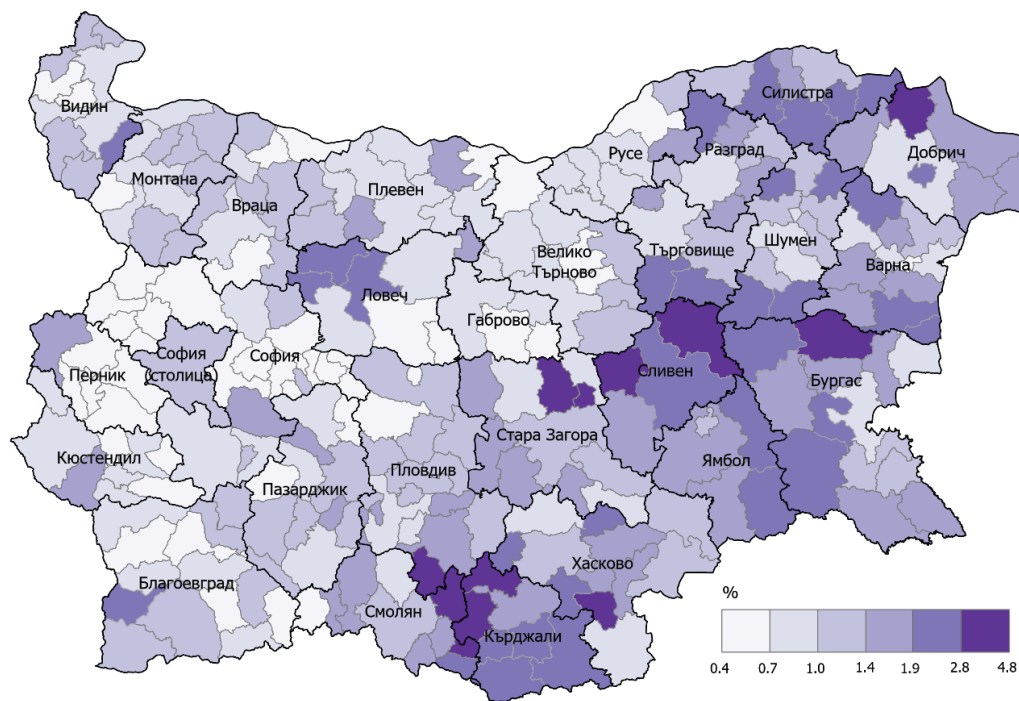 Силистра
Видин
Русе
Разград
Добрич
Монтана
Плевен
Враца
Велико
Търново
Търговище
Шумен
Варна
Ловеч
Габрово
София
(столица)
София
Перник
Сливен
Бургас
Стара Загора
Кюстендил
Пловдив
Ямбол
Пазарджик
Хасково
Благоевград
Смолян
Кърджали
%
0.4 0.7 1.0 1.4 1.9 2.8 4.8